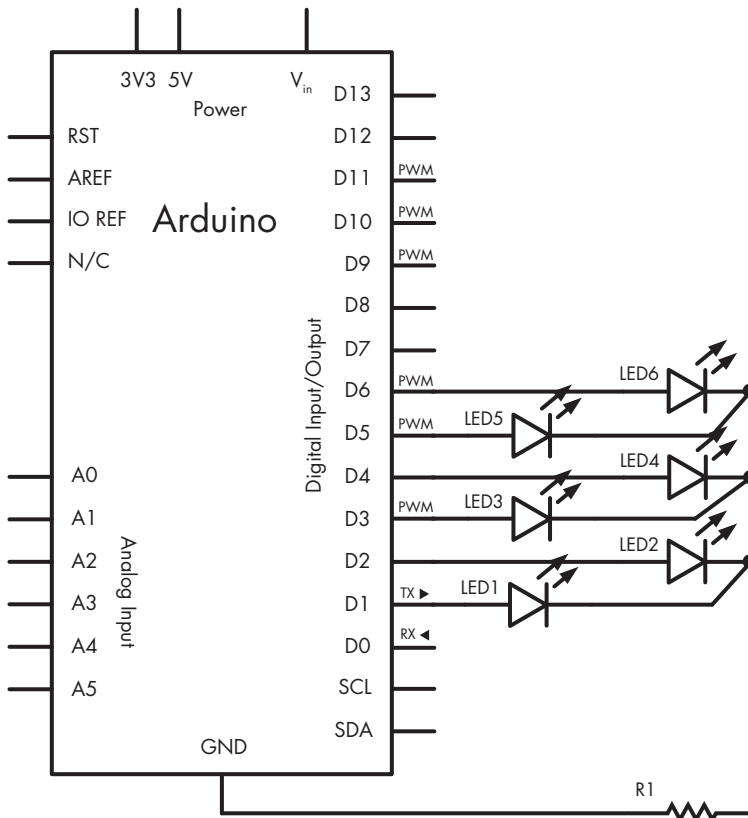 3V3 5V Vin
Power
RST
AREF
IO REF
N/C
Arduino
A0
A1
A2
A3
A4
A5
Analog Input
Digital Input/Output
D13
D12
D11 PWM
D10 PWM
D9 PWM
D8
D7
D6 PWM LED6
D5 PWM LED5
D4 LED4
D3 PWM LED3
D2 LED2
D1 TX ▶ LED1
D0 RX ◀
SCL
SDA
GND
R1